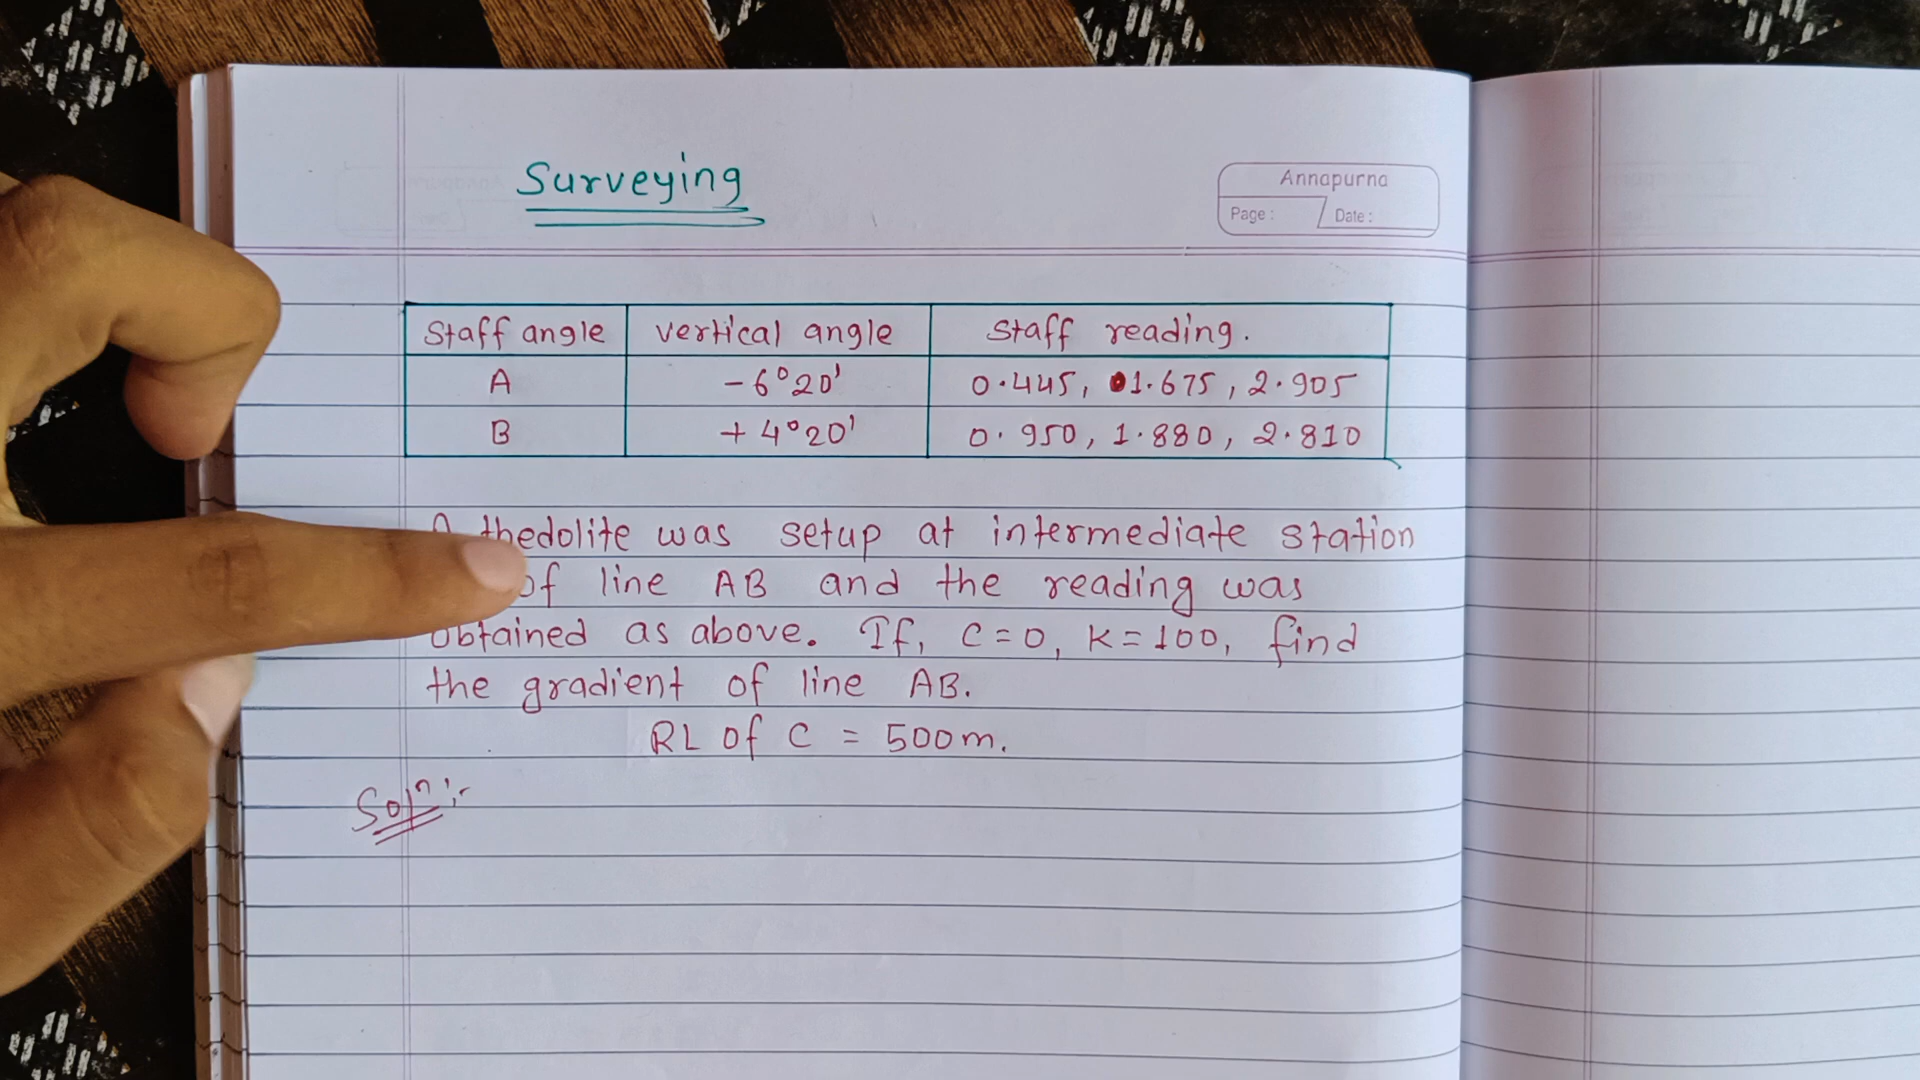 Surveying
Annapurna
Page : Date :
Staff angle vertical angle staff reading.
A -6°20' 0.445, 1.675, 2.905
B +4°20' 0.950, 1.880, 2.810
thedolite was setup at intermediate station
of line AB and the reading was
obtained as above. If, C=0, K=100, find
the gradient of line AB.
RL of C = 500m.
Solⁿ:-